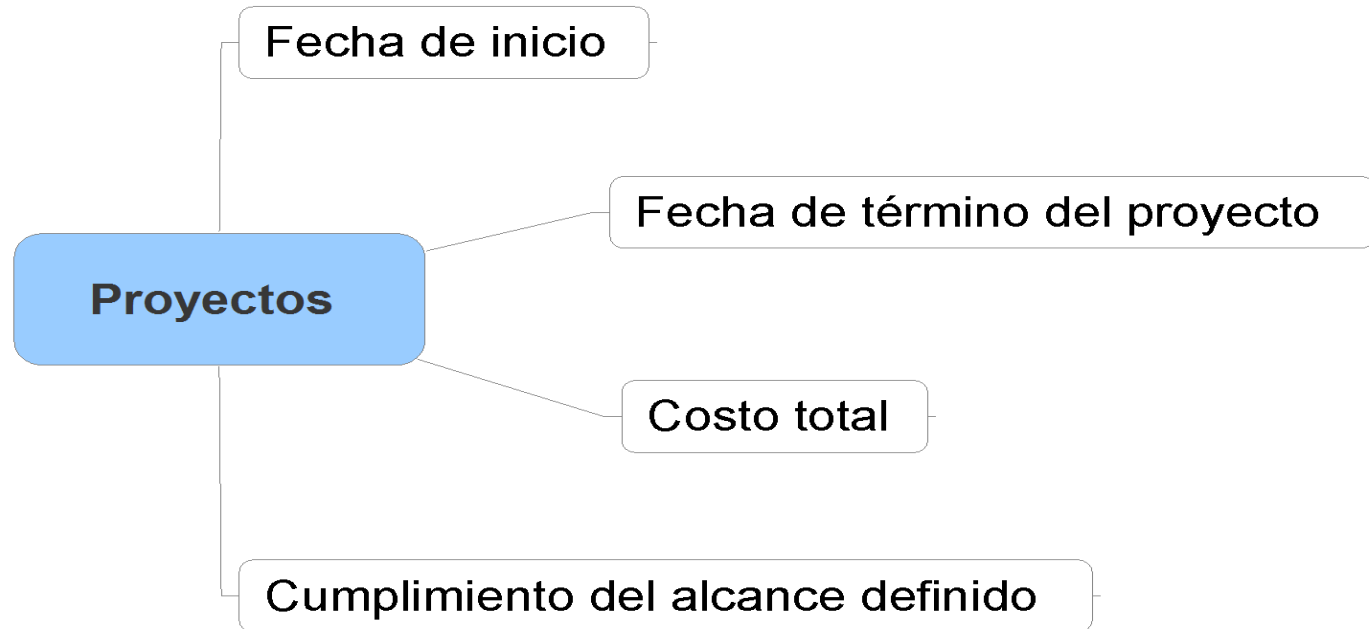 Fecha de inicio
Fecha de término del proyecto
Proyectos
Costo total
Cumplimiento del alcance definido